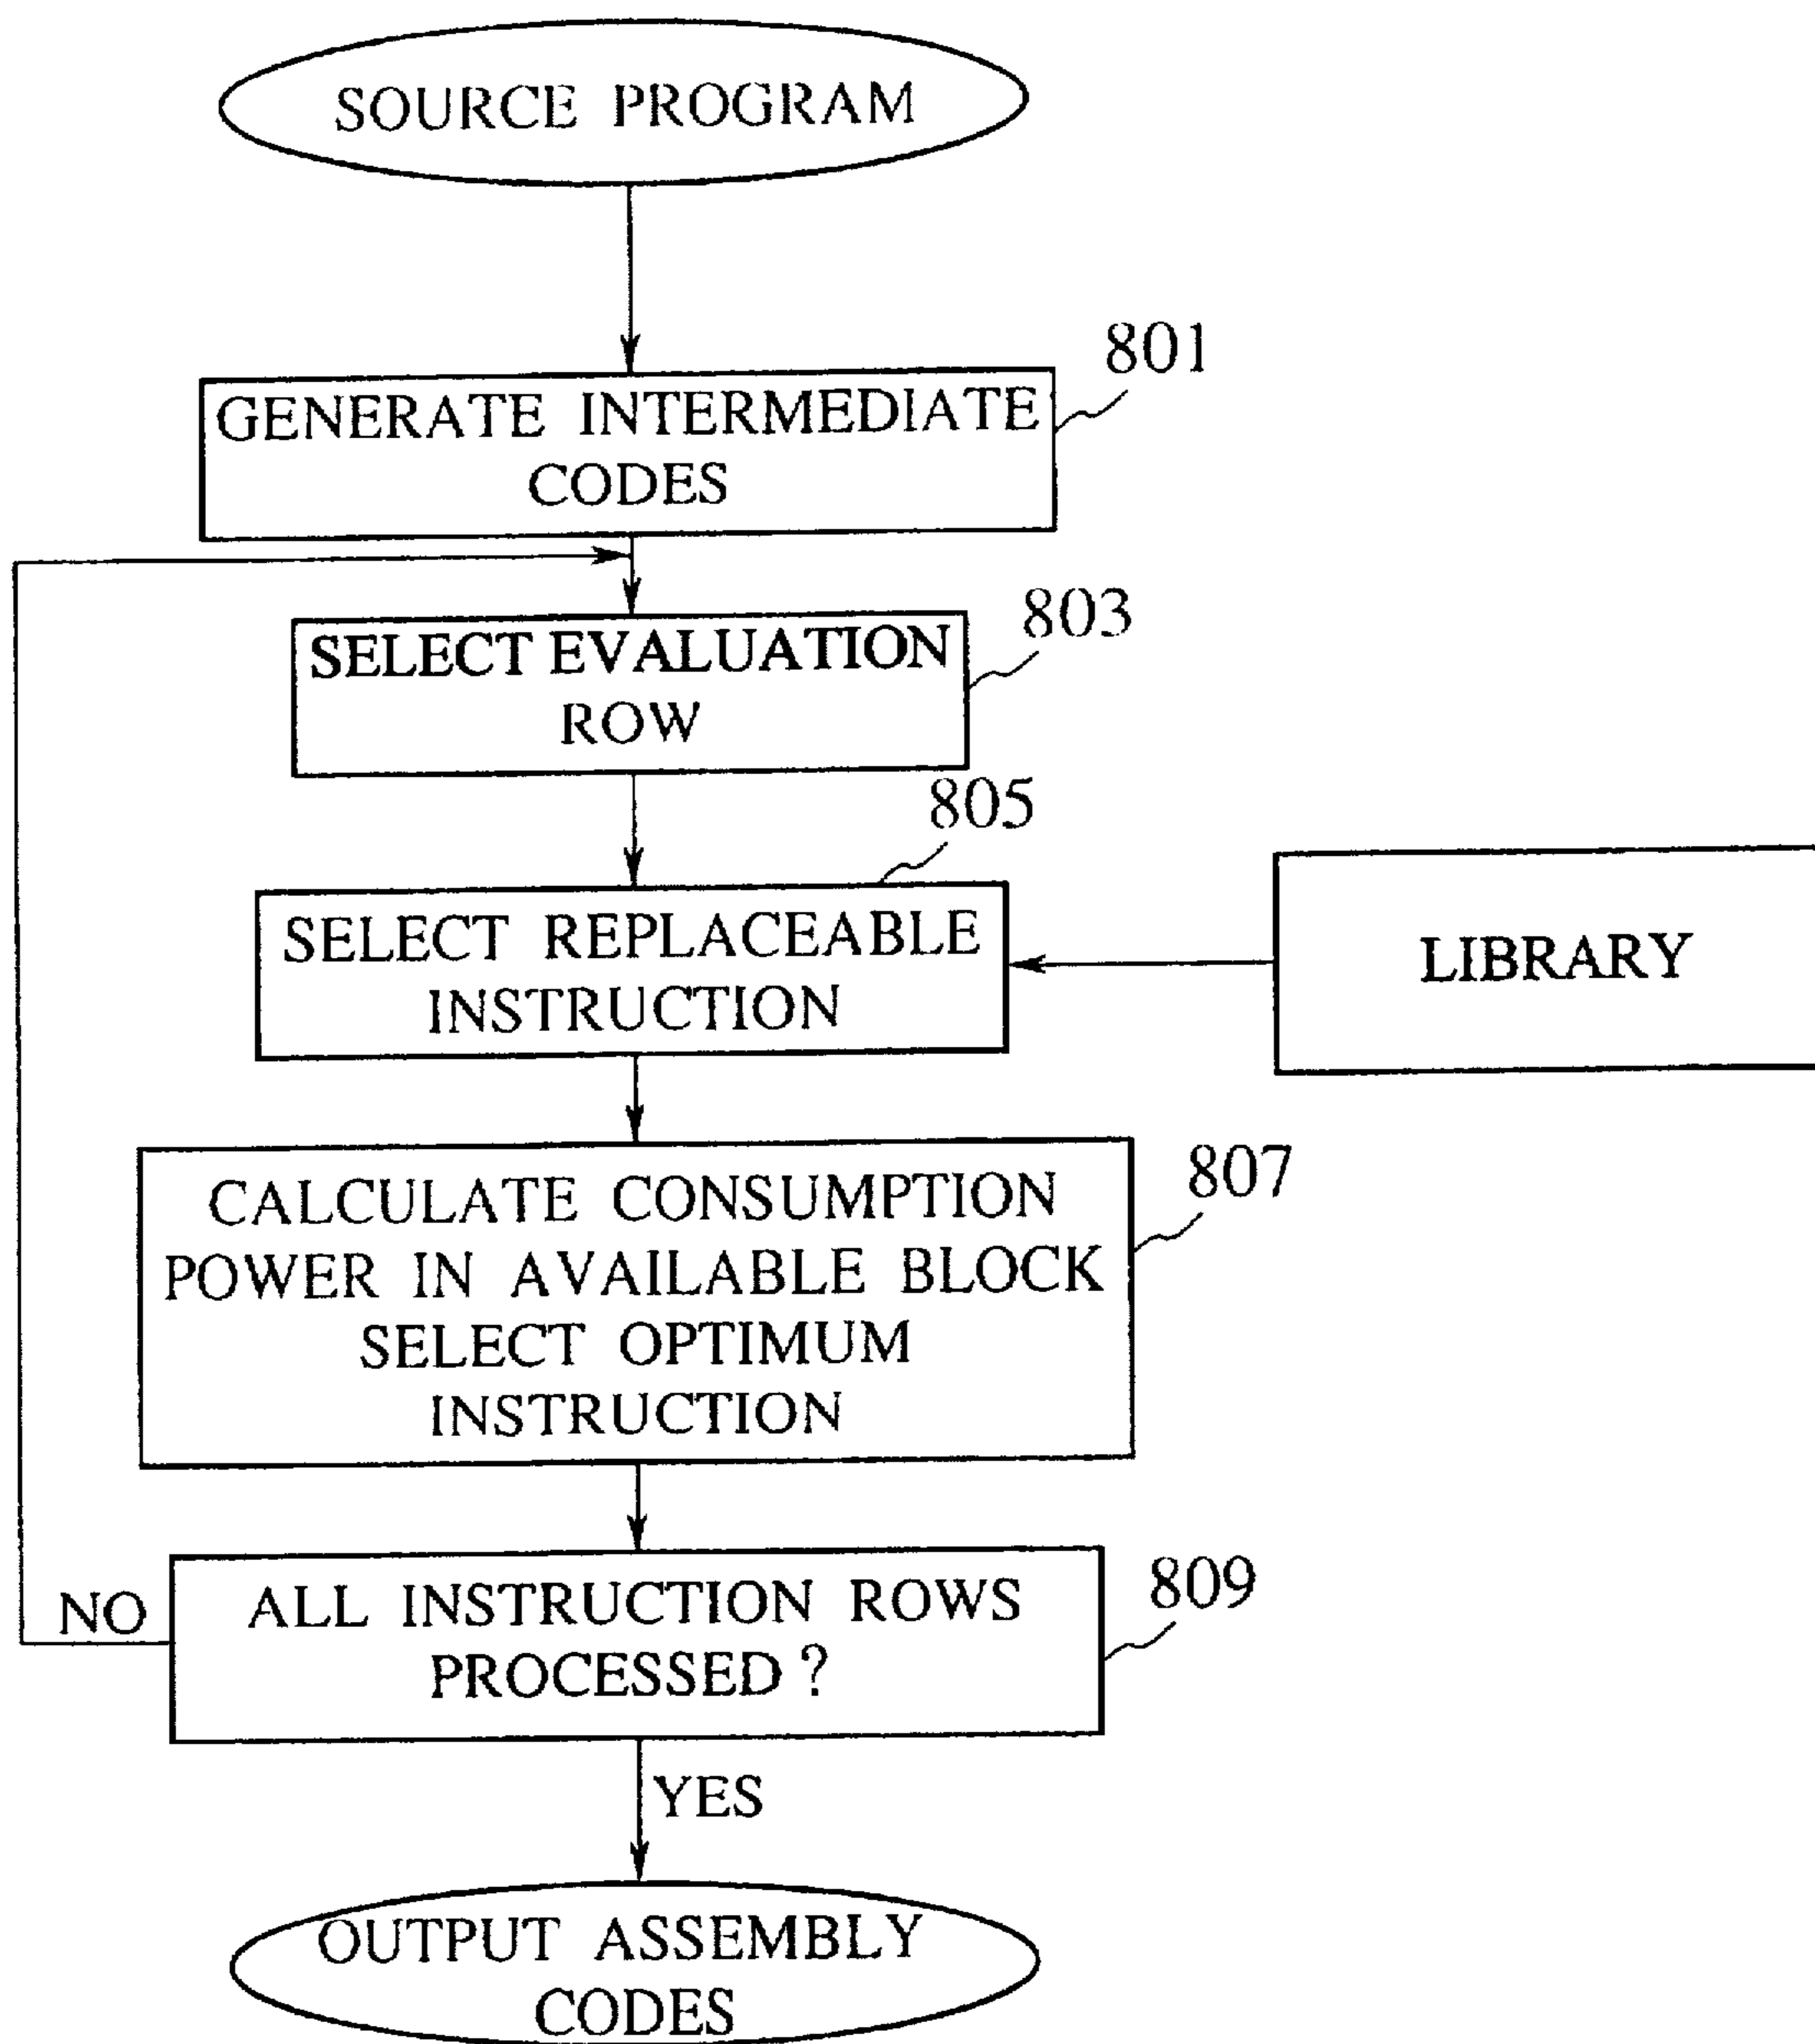 SOURCE PROGRAM
801
GENERATE INTERMEDIATE
CODES
803
SELECT EVALUATION
ROW
805
SELECT REPLACEABLE
INSTRUCTION
LIBRARY
807
CALCULATE CONSUMPTION
POWER IN AVAILABLE BLOCK
SELECT OPTIMUM
INSTRUCTION
809
NO
ALL INSTRUCTION ROWS
PROCESSED ?
YES
OUTPUT ASSEMBLY
CODES